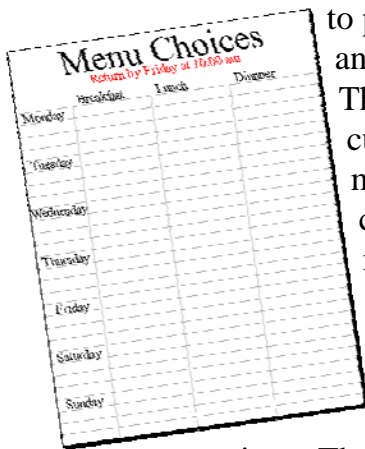 Menu Choices
Return by Friday at 10:00 am
Breakfast Lunch Dinner
Monday
Tuesday
Wednesday
Thursday
Friday
Saturday
Sunday
to
an
Th